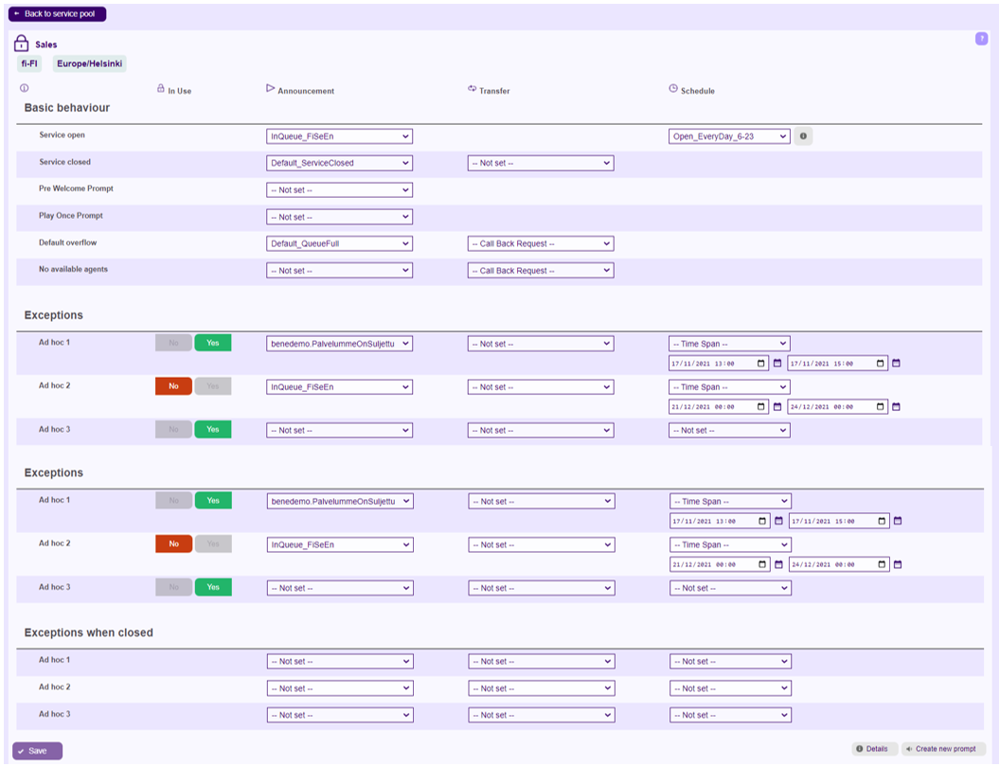 Back to service pool
?
Sales
fi-FI Europe/Helsinki
In Use Announcement Transfer Schedule
Basic behaviour
Service open InQueue_FiSeEn Open_EveryDay_6-23
Service closed Default_ServiceClosed -- Not set --
Pre Welcome Prompt -- Not set --
Play Once Prompt -- Not set --
Default overflow Default_QueueFull -- Call Back Request --
No available agents -- Not set -- -- Call Back Request --
Exceptions
Ad hoc 1 No Yes benedemo.PalvelummeOnSuljettu -- Not set -- -- Time Span --
17/11/2021 13:00 17/11/2021 15:00
Ad hoc 2 No Yes InQueue_FiSeEn -- Not set -- -- Time Span --
21/12/2021 00:00 24/12/2021 00:00
Ad hoc 3 No Yes -- Not set -- -- Not set -- -- Not set --
Exceptions
Ad hoc 1 No Yes benedemo.PalvelummeOnSuljettu -- Not set -- -- Time Span --
17/11/2021 13:00 17/11/2021 15:00
Ad hoc 2 No Yes InQueue_FiSeEn -- Not set -- -- Time Span --
21/12/2021 00:00 24/12/2021 00:00
Ad hoc 3 No Yes -- Not set -- -- Not set -- -- Not set --
Exceptions when closed
Ad hoc 1 -- Not set -- -- Not set -- -- Not set --
Ad hoc 2 -- Not set -- -- Not set -- -- Not set --
Ad hoc 3 -- Not set -- -- Not set -- -- Not set --
Save Details Create new prompt